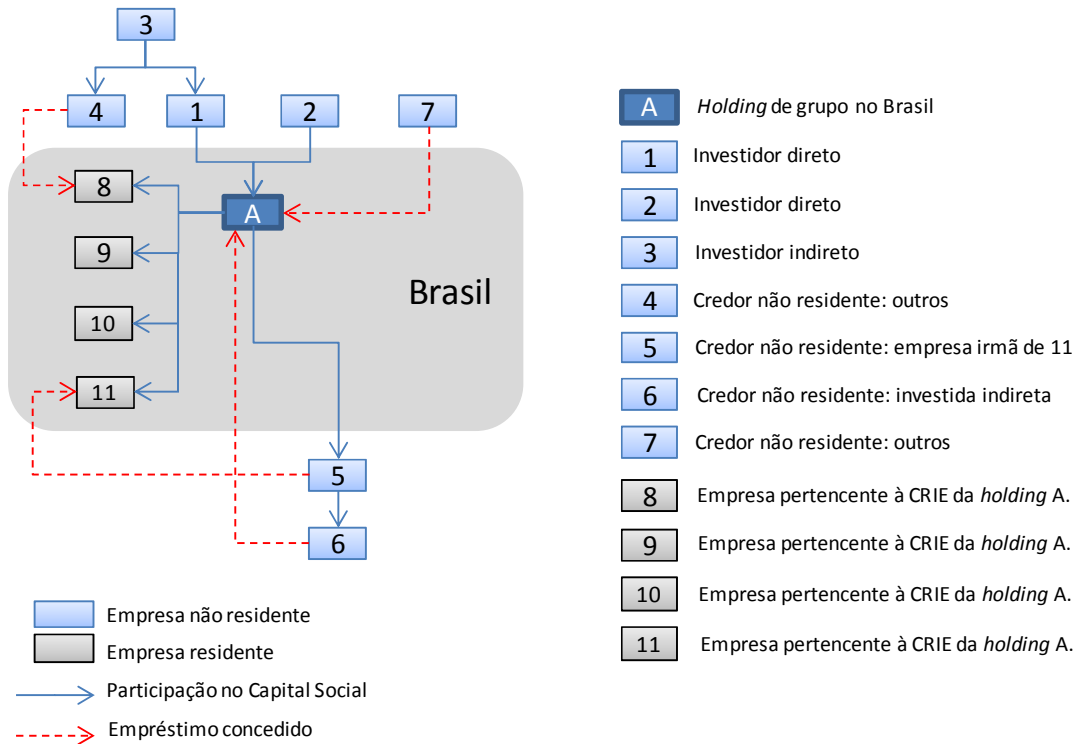 3
4
1
2
7
8
A
9
Brasil
10
11
5
6
Empresa não residente
Empresa residente
Participação no Capital Social
Empréstimo concedido
A Holding de grupo no Brasil
1 Investidor direto
2 Investidor direto
3 Investidor indireto
4 Credor não residente: outros
5 Credor não residente: empresa irmã de 11
6 Credor não residente: investida indireta
7 Credor não residente: outros
8 Empresa pertencente à CRIE da holding A.
9 Empresa pertencente à CRIE da holding A.
10 Empresa pertencente à CRIE da holding A.
11 Empresa pertencente à CRIE da holding A.